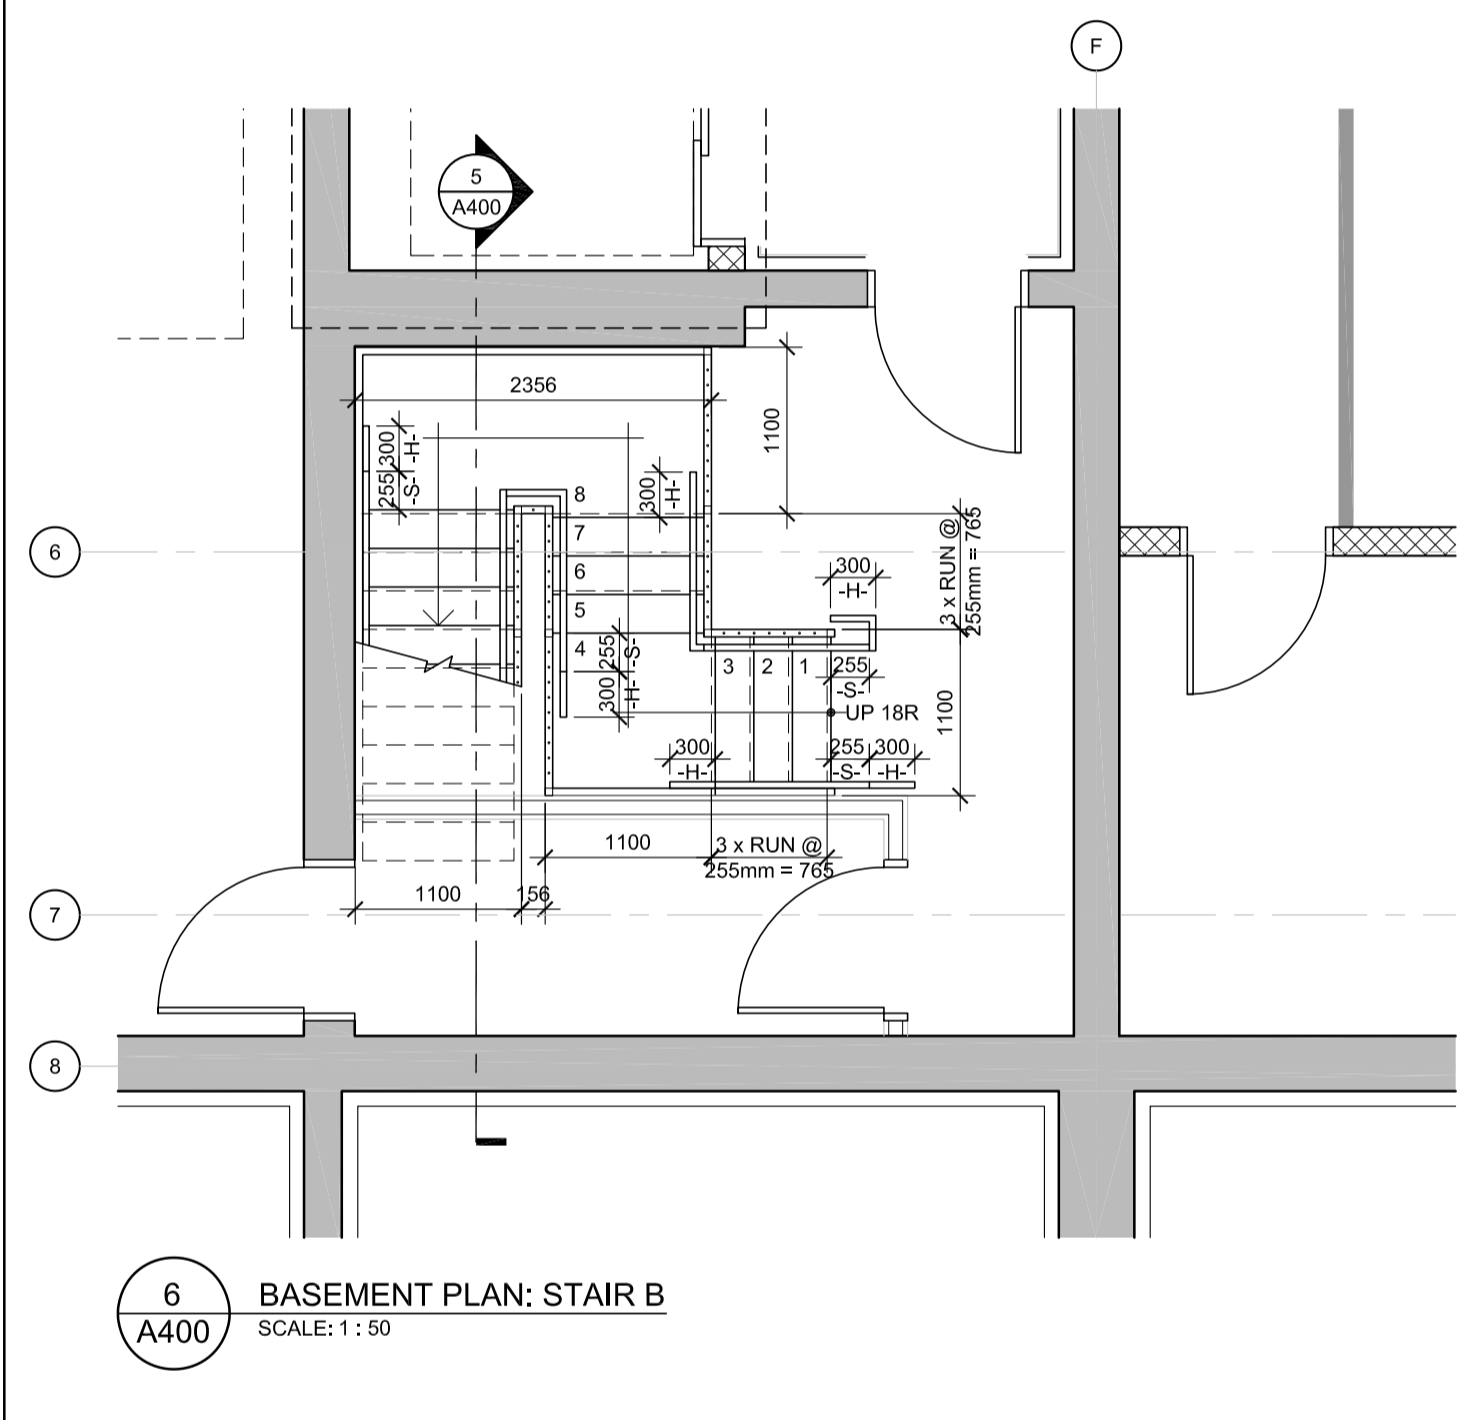 F
5
A400
2356
1100
300
-H-
255
-S-
300
-H-
8
7
6
5
4
6
3 x RUN @
255mm = 765
300
-H-
255
-S-
300
-H-
3 2 1
255
-S-
UP 18R
1100
300
-H-
255
-S-
300
-H-
1100
3 x RUN @
255mm = 765
1100
156
7
8
6
A400
BASEMENT PLAN: STAIR B
SCALE: 1 : 50